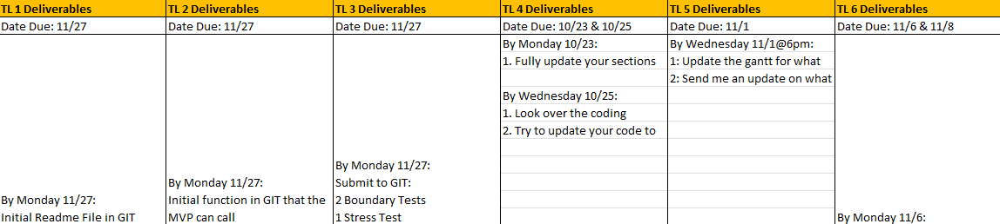 TL 1 Deliverables
TL 2 Deliverables
TL 3 Deliverables
TL 4 Deliverables
TL 5 Deliverables
TL 6 Deliverables
Date Due: 11/27
Date Due: 11/27
Date Due: 11/27
Date Due: 10/23 & 10/25
Date Due: 11/1
Date Due: 11/6 & 11/8
By Monday 11/27:
Initial Readme File in GIT
By Monday 11/27:
Initial function in GIT that the
MVP can call
By Monday 11/27:
Submit to GIT:
2 Boundary Tests
1 Stress Test
By Monday 10/23:
1. Fully update your sections
By Wednesday 10/25:
1. Look over the coding
2. Try to update your code to
By Wednesday 11/1@6pm:
1: Update the gantt for what
2: Send me an update on what
By Monday 11/6: